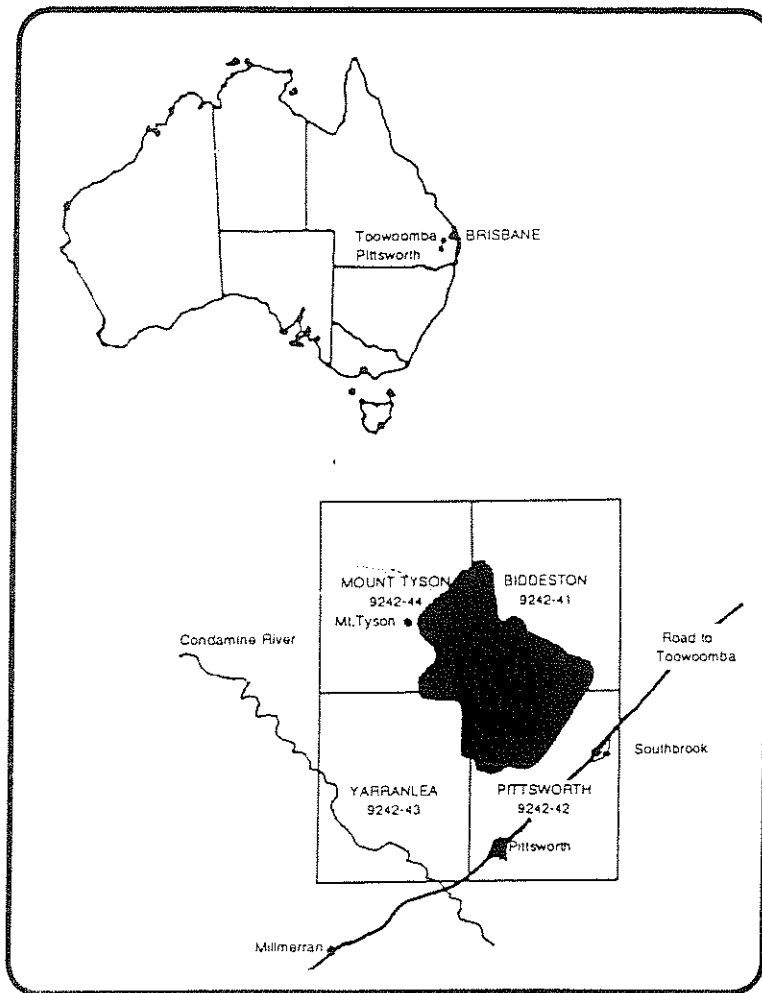 Toowoomba
Pittsworth
BRISBANE
MOUNT TYSON
9242-44
BIDDESTON
9242-41
Mt.Tyson
Condamine River
Road to
Toowoomba
Southbrook
YARRANLEA
9242-43
PITTSWORTH
9242-42
Pittsworth
Millmerran